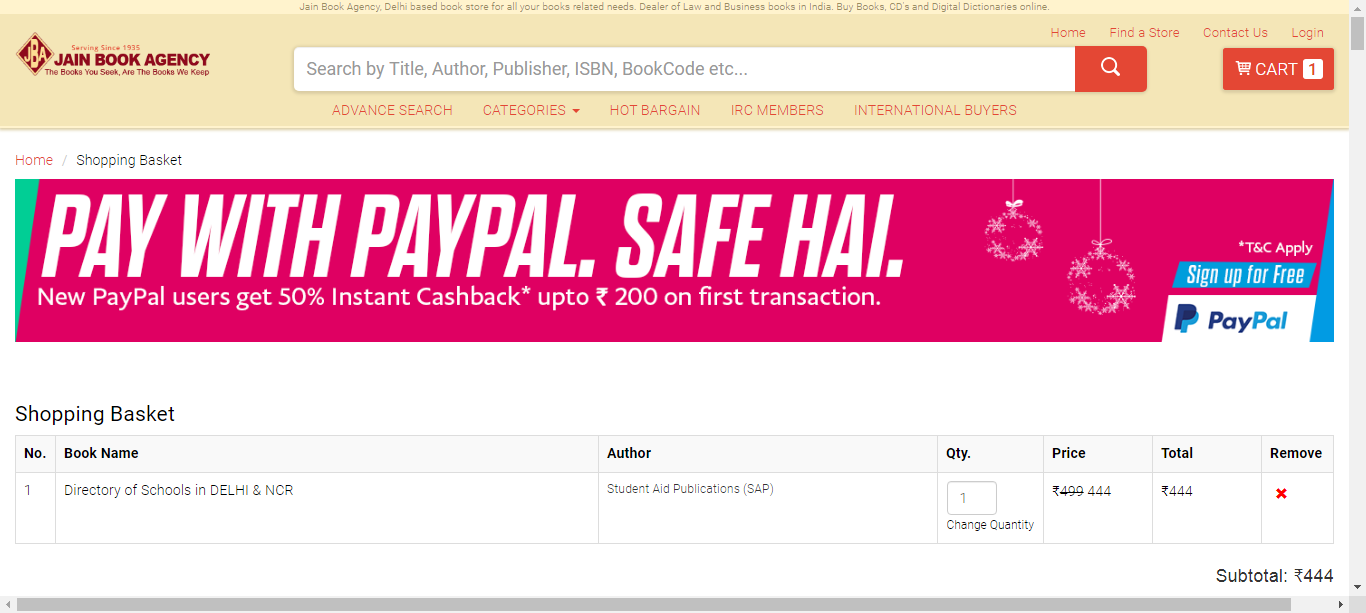 Jain Book Agency, Delhi based book store for all your books related needs. Dealer of Law and Business books in India. Buy Books, CD's and Digital Dictionaries online.
Home Find a Store Contact Us Login
Serving Since 1935
JBA
JAIN BOOK AGENCY
The Books You Seek, Are The Books We Keep
Search by Title, Author, Publisher, ISBN, BookCode etc...
CART 1
ADVANCE SEARCH CATEGORIES HOT BARGAIN IRC MEMBERS INTERNATIONAL BUYERS
Home / Shopping Basket
PAY WITH PAYPAL. SAFE HAI.
New PayPal users get 50% Instant Cashback* upto ₹ 200 on first transaction.
*T&C Apply
Sign up for Free
PayPal
Shopping Basket
No. Book Name Author Qty. Price Total Remove
1 Directory of Schools in DELHI & NCR Student Aid Publications (SAP) 1 ₹499 444 ₹444
Change Quantity
Subtotal: ₹444